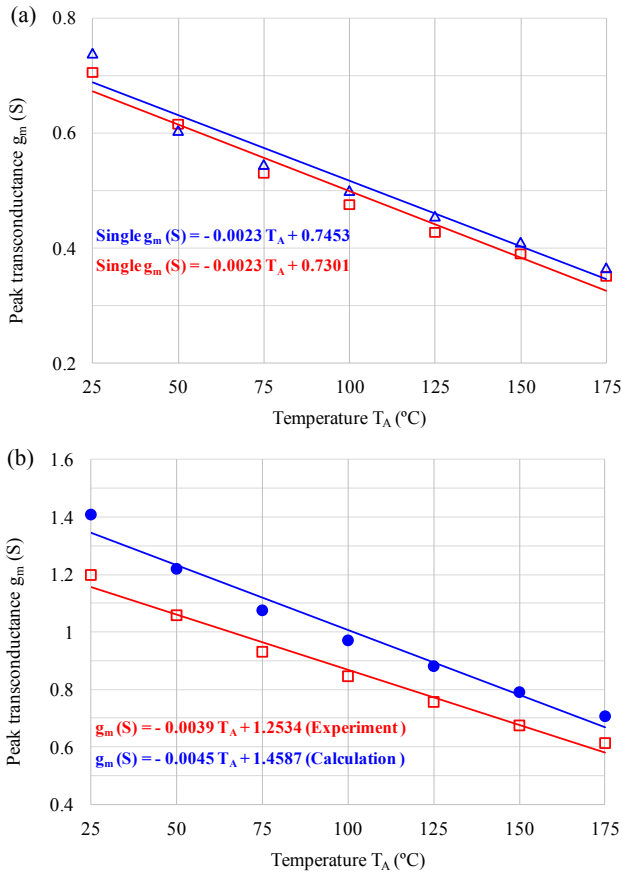 (a)
Peak transconductance gm (S)
0.8
0.6
0.4
0.2
Single gm (S) = - 0.0023 TA + 0.7453
Single gm (S) = - 0.0023 TA + 0.7301
25 50 75 100 125 150 175
Temperature TA (ºC)
(b)
Peak transconductance gm (S)
1.6
1.4
1.2
1
0.8
0.6
0.4
gm (S) = - 0.0039 TA + 1.2534 (Experiment )
gm (S) = - 0.0045 TA + 1.4587 (Calculation )
25 50 75 100 125 150 175
Temperature TA (ºC)